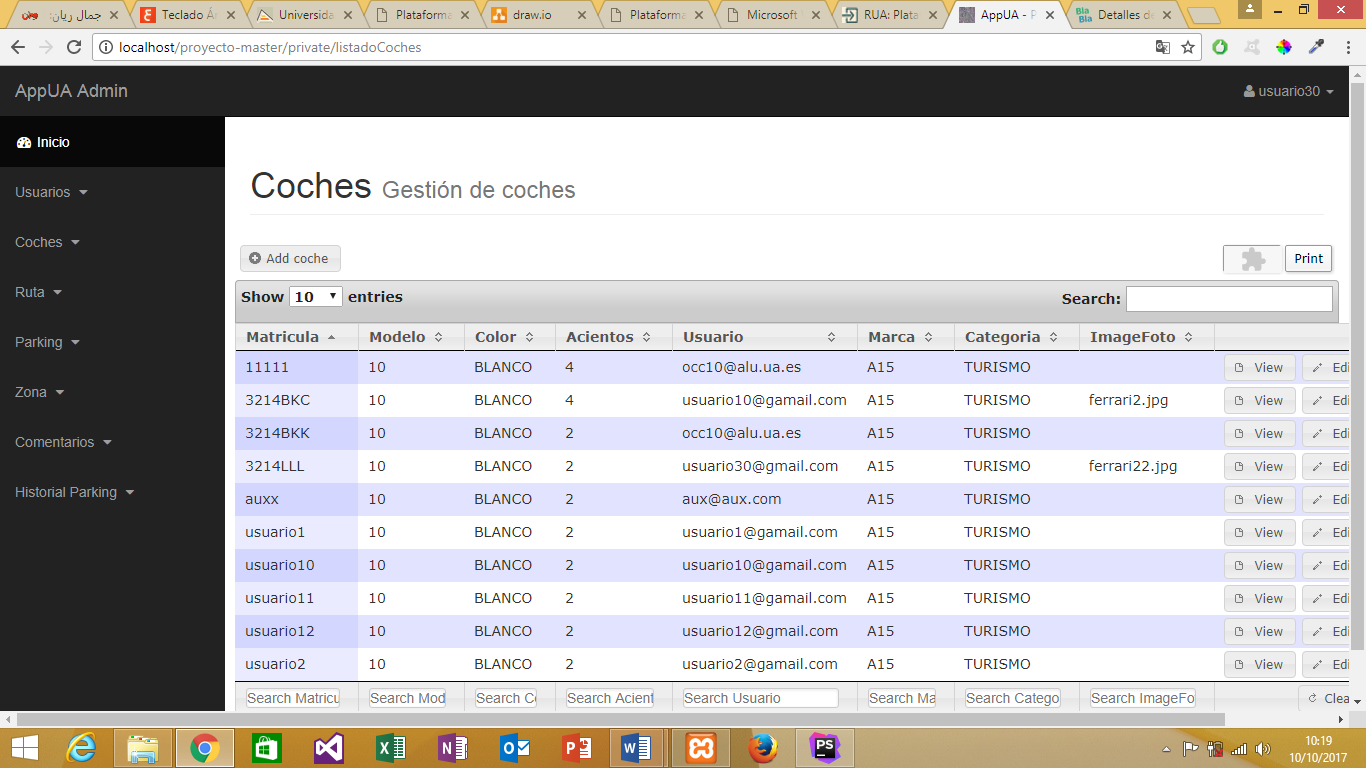 جمال ريان:
Teclado Á
Universida
Plataforma
draw.io
Plataforma
Microsoft
RUA: Plata
AppUA - P
Detalles de
localhost/proyecto-master/private/listadoCoches
AppUA Admin
usuario30
Inicio
Usuarios
Coches
Ruta
Parking
Zona
Comentarios
Historial Parking
Coches Gestión de coches
Add coche
Print
Show 10 entries
Search:
Matricula Modelo Color Acientos Usuario Marca Categoria ImageFoto
11111 10 BLANCO 4 occ10@alu.ua.es A15 TURISMO View Edi
3214BKC 10 BLANCO 4 usuario10@gamail.com A15 TURISMO ferrari2.jpg View Edi
3214BKK 10 BLANCO 2 occ10@alu.ua.es A15 TURISMO View Edi
3214LLL 10 BLANCO 2 usuario30@gmail.com A15 TURISMO ferrari22.jpg View Edi
auxx 10 BLANCO 2 aux@aux.com A15 TURISMO View Edi
usuario1 10 BLANCO 2 usuario1@gamail.com A15 TURISMO View Edi
usuario10 10 BLANCO 2 usuario10@gamail.com A15 TURISMO View Edi
usuario11 10 BLANCO 2 usuario11@gamail.com A15 TURISMO View Edi
usuario12 10 BLANCO 2 usuario12@gmail.com A15 TURISMO View Edi
usuario2 10 BLANCO 2 usuario2@gamail.com A15 TURISMO View Edi
Search Matricu Search Mod Search Co Search Acient Search Usuario Search Ma Search Catego Search ImageFo Clea
10:19
10/10/2017